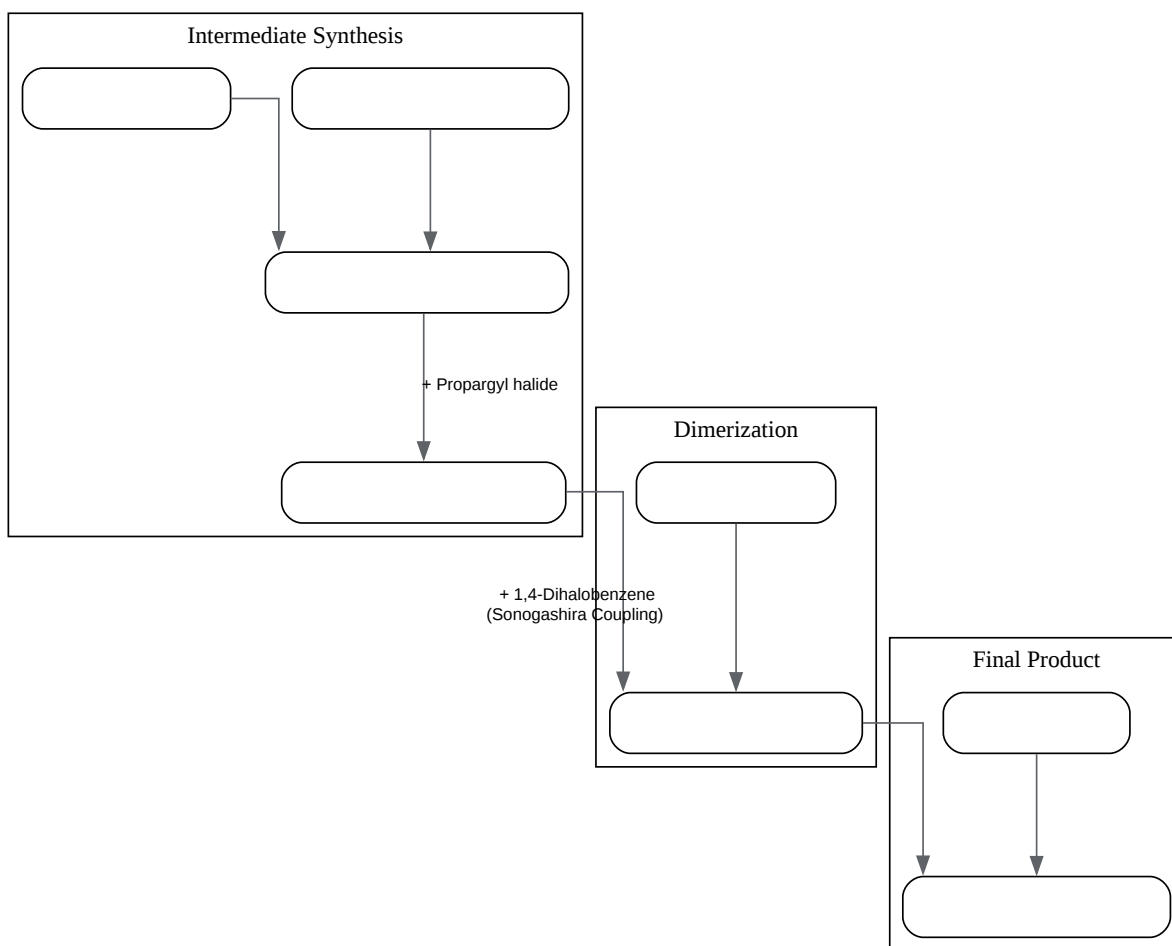 Intermediate Synthesis
+ Propargyl halide
Dimerization
+ 1,4-Dihalobenzene
(Sonogashira Coupling)
Final Product